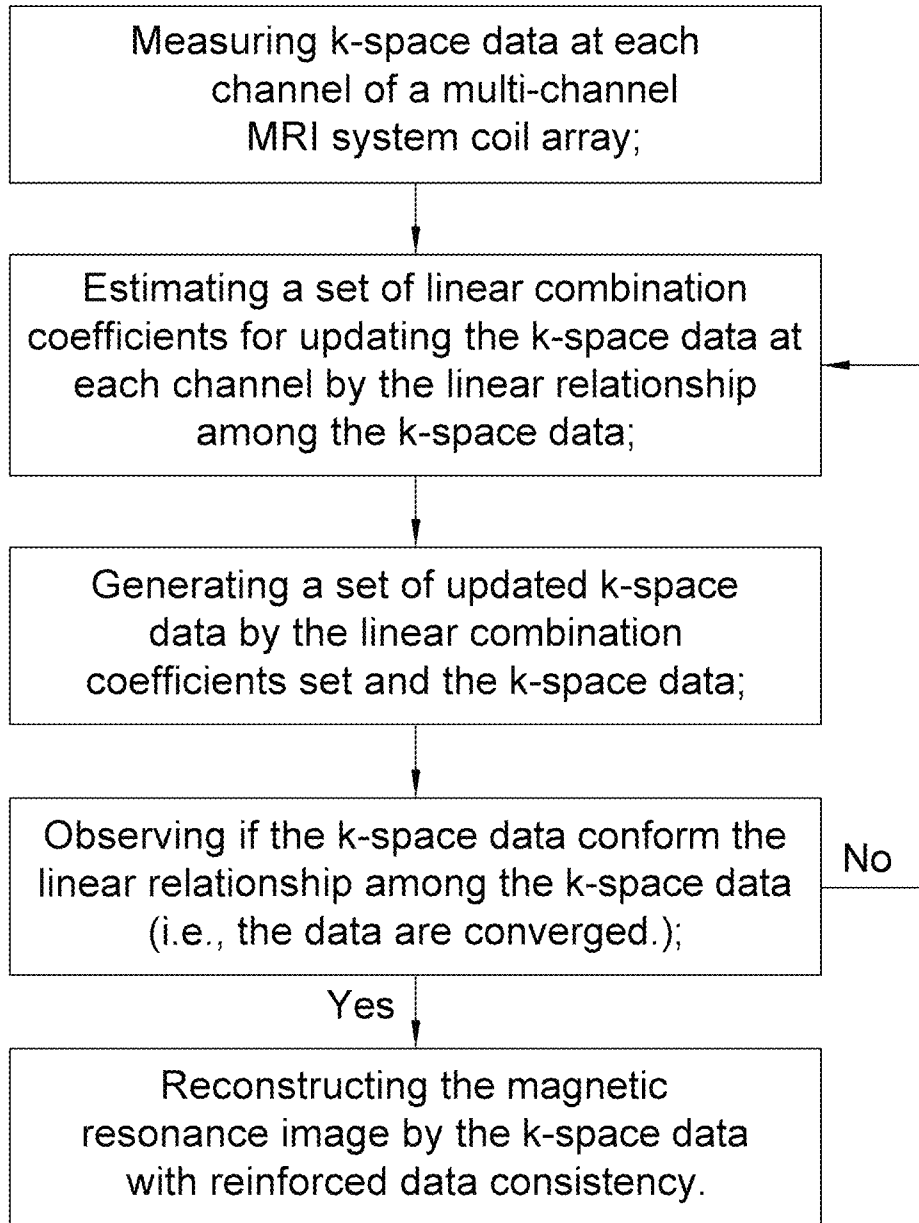 Measuring k-space data at each
channel of a multi-channel
MRI system coil array;
Estimating a set of linear combination
coefficients for updating the k-space data at
each channel by the linear relationship
among the k-space data;
Generating a set of updated k-space
data by the linear combination
coefficients set and the k-space data;
Observing if the k-space data conform the
linear relationship among the k-space data
(i.e., the data are converged.);
No
Yes
Reconstructing the magnetic
resonance image by the k-space data
with reinforced data consistency.